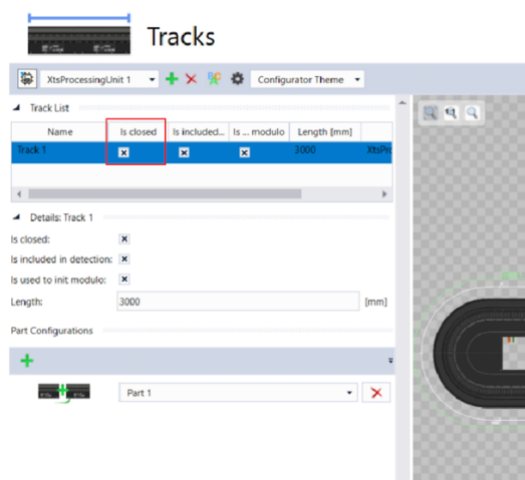 Tracks
XtsProcessingUnit 1 Configurator Theme
Track List
Name Is closed Is included... Is ... modulo Length [mm]
Track 1 3000 XtsPr
Details: Track 1
Is closed:
Is included in detection:
Is used to init modulo:
Length: 3000 [mm]
Part Configurations
Part 1